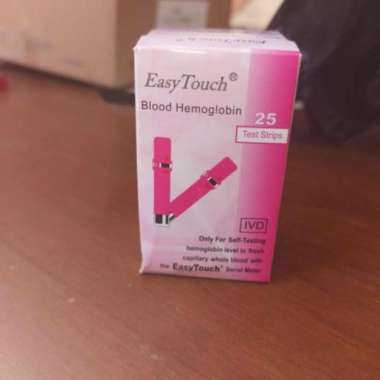 EasyTouch®
Blood Hemoglobin
25
Test Strips
IVD
Only For Self-Testing
hemoglobin level in fresh
capillary whole blood with
the EasyTouch® Serial Meter